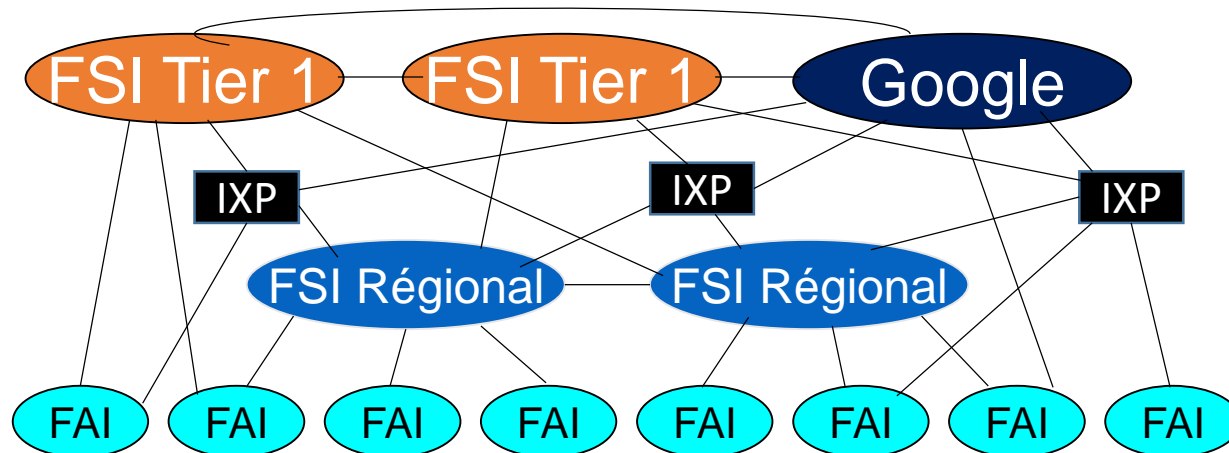 FSI Tier 1
FSI Tier 1
Google
IXP
IXP
IXP
FSI Régional
FSI Régional
FAI
FAI
FAI
FAI
FAI
FAI
FAI
FAI